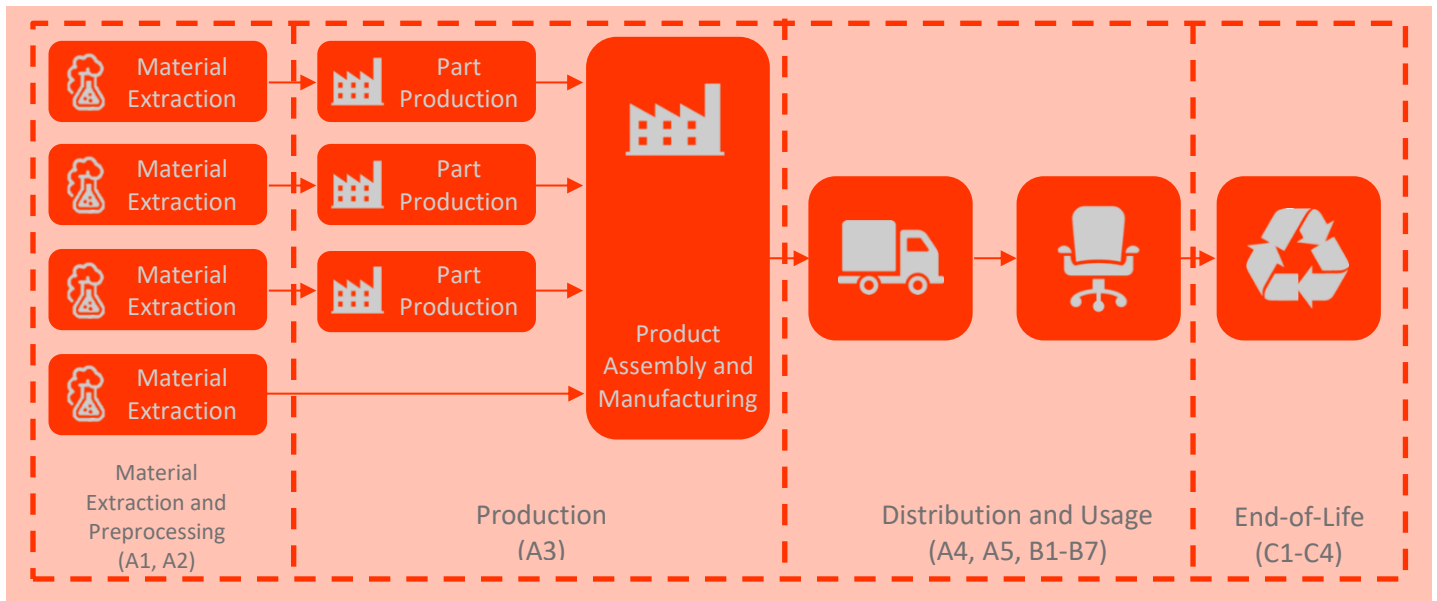 Material
Extraction
Part
Production
Material
Extraction
Part
Production
Material
Extraction
Part
Production
Product
Assembly and
Manufacturing
Material
Extraction
Material
Extraction and
Preprocessing
(A1, A2)
Production
(A3)
Distribution and Usage
(A4, A5, B1-B7)
End-of-Life
(C1-C4)